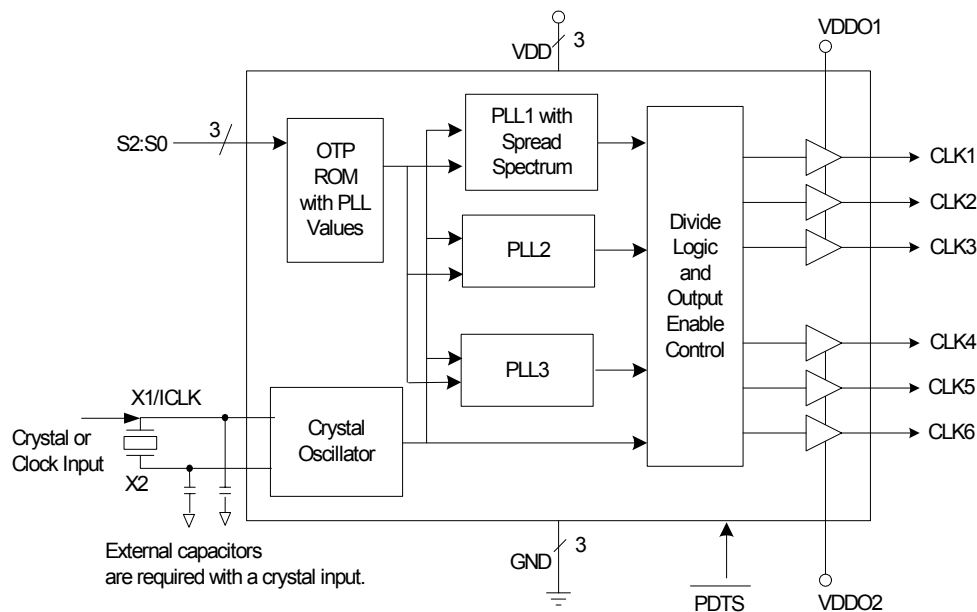 VDD
3
VDDO1
S2:S0
3
OTP
ROM
with PLL
Values
PLL1 with
Spread
Spectrum
PLL2
PLL3
Divide
Logic
and
Output
Enable
Control
CLK1
CLK2
CLK3
CLK4
CLK5
CLK6
X1/ICLK
Crystal or
Clock Input
X2
Crystal
Oscillator
External capacitors
are required with a crystal input.
GND
3
PDTS
VDDO2